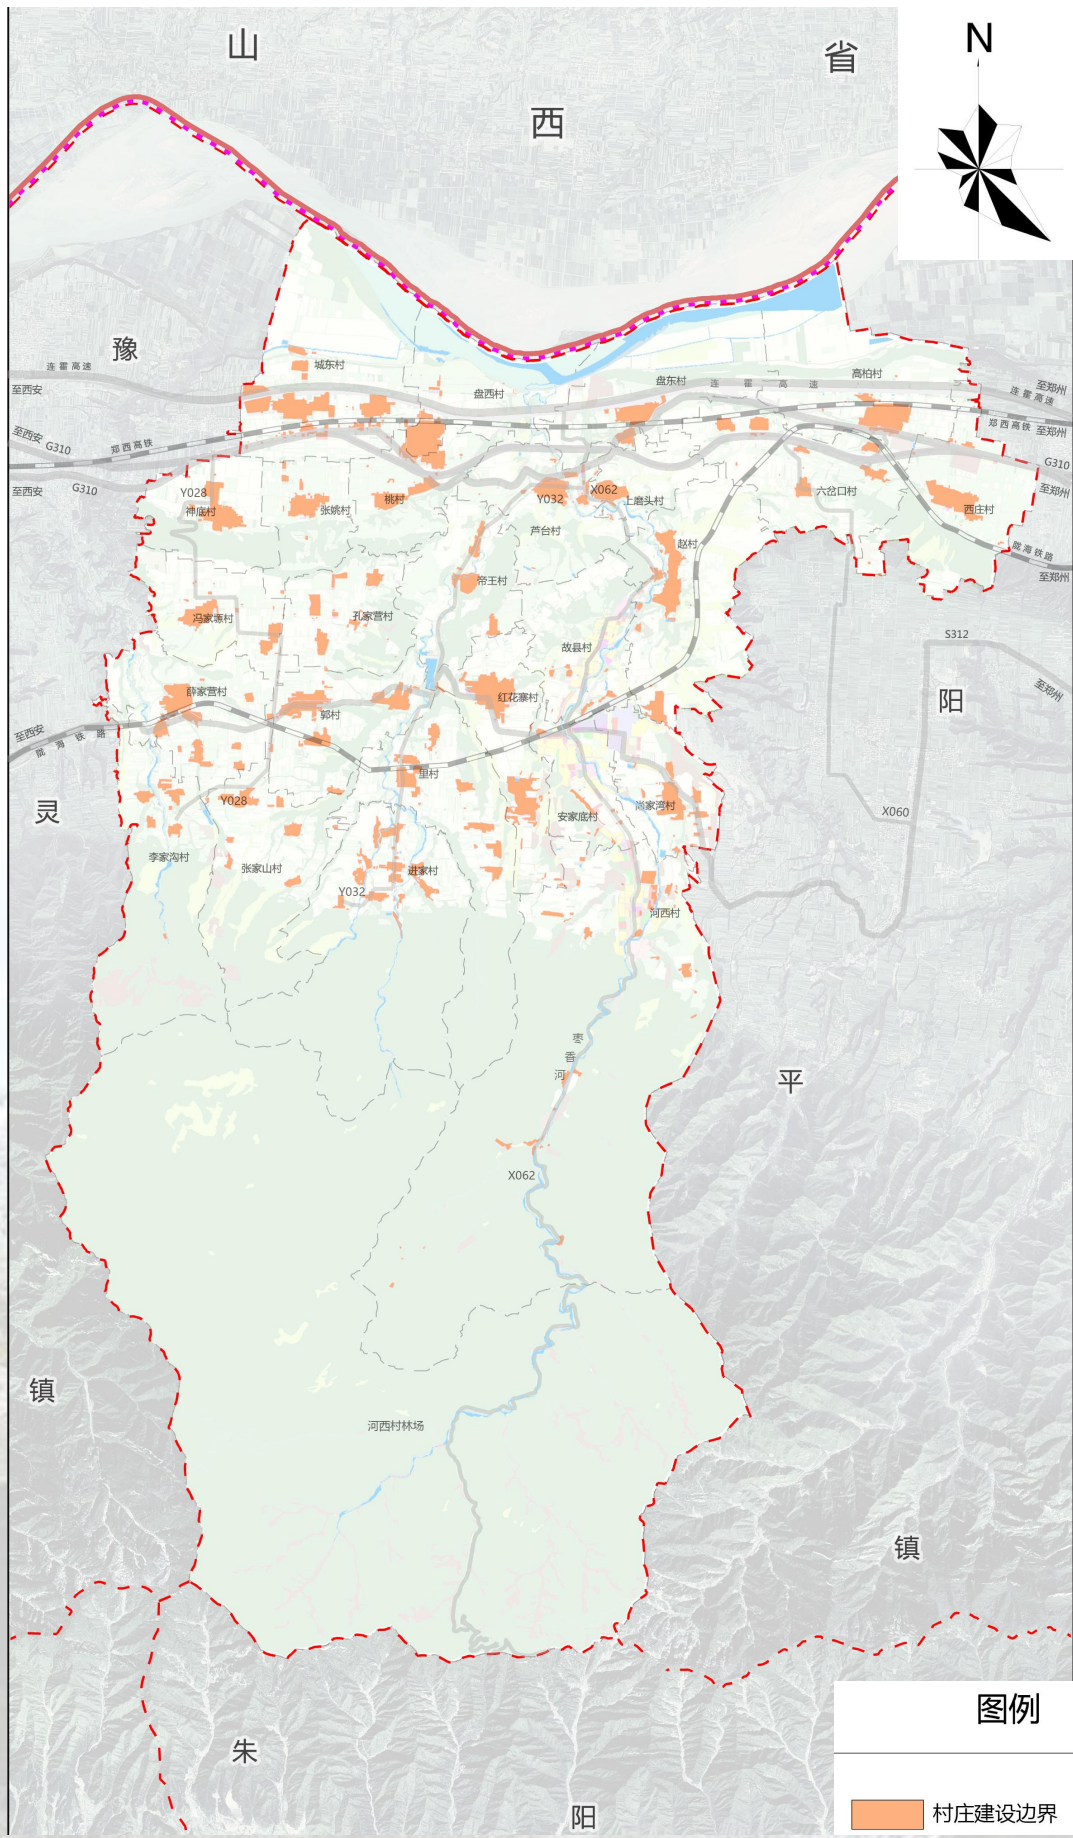 山
省
西
N
豫
连霍高速
至西安
城东村
盘西村
盘东村
连霍高速
高柏村
至郑州
连霍高速
至西安
G310
郑西高铁
郑西高铁
至郑州
G310
至西安
G310
Y028
神底村
张姚村
桃村
Y032
X062
上磨头村
六岔口村
西庄村
至郑州
芦台村
赵村
陇海铁路
至郑州
帝王村
冯家塬村
孔家营村
故县村
S312
至郑州
薛家营村
郭村
红花寨村
阳
至西安
陇海铁路
里村
Y028
尚家湾村
安家底村
X060
灵
李家沟村
张家山村
进家村
Y032
河西村
枣香河
平
X062
镇
河西村林场
镇
朱
阳
图例
村庄建设边界